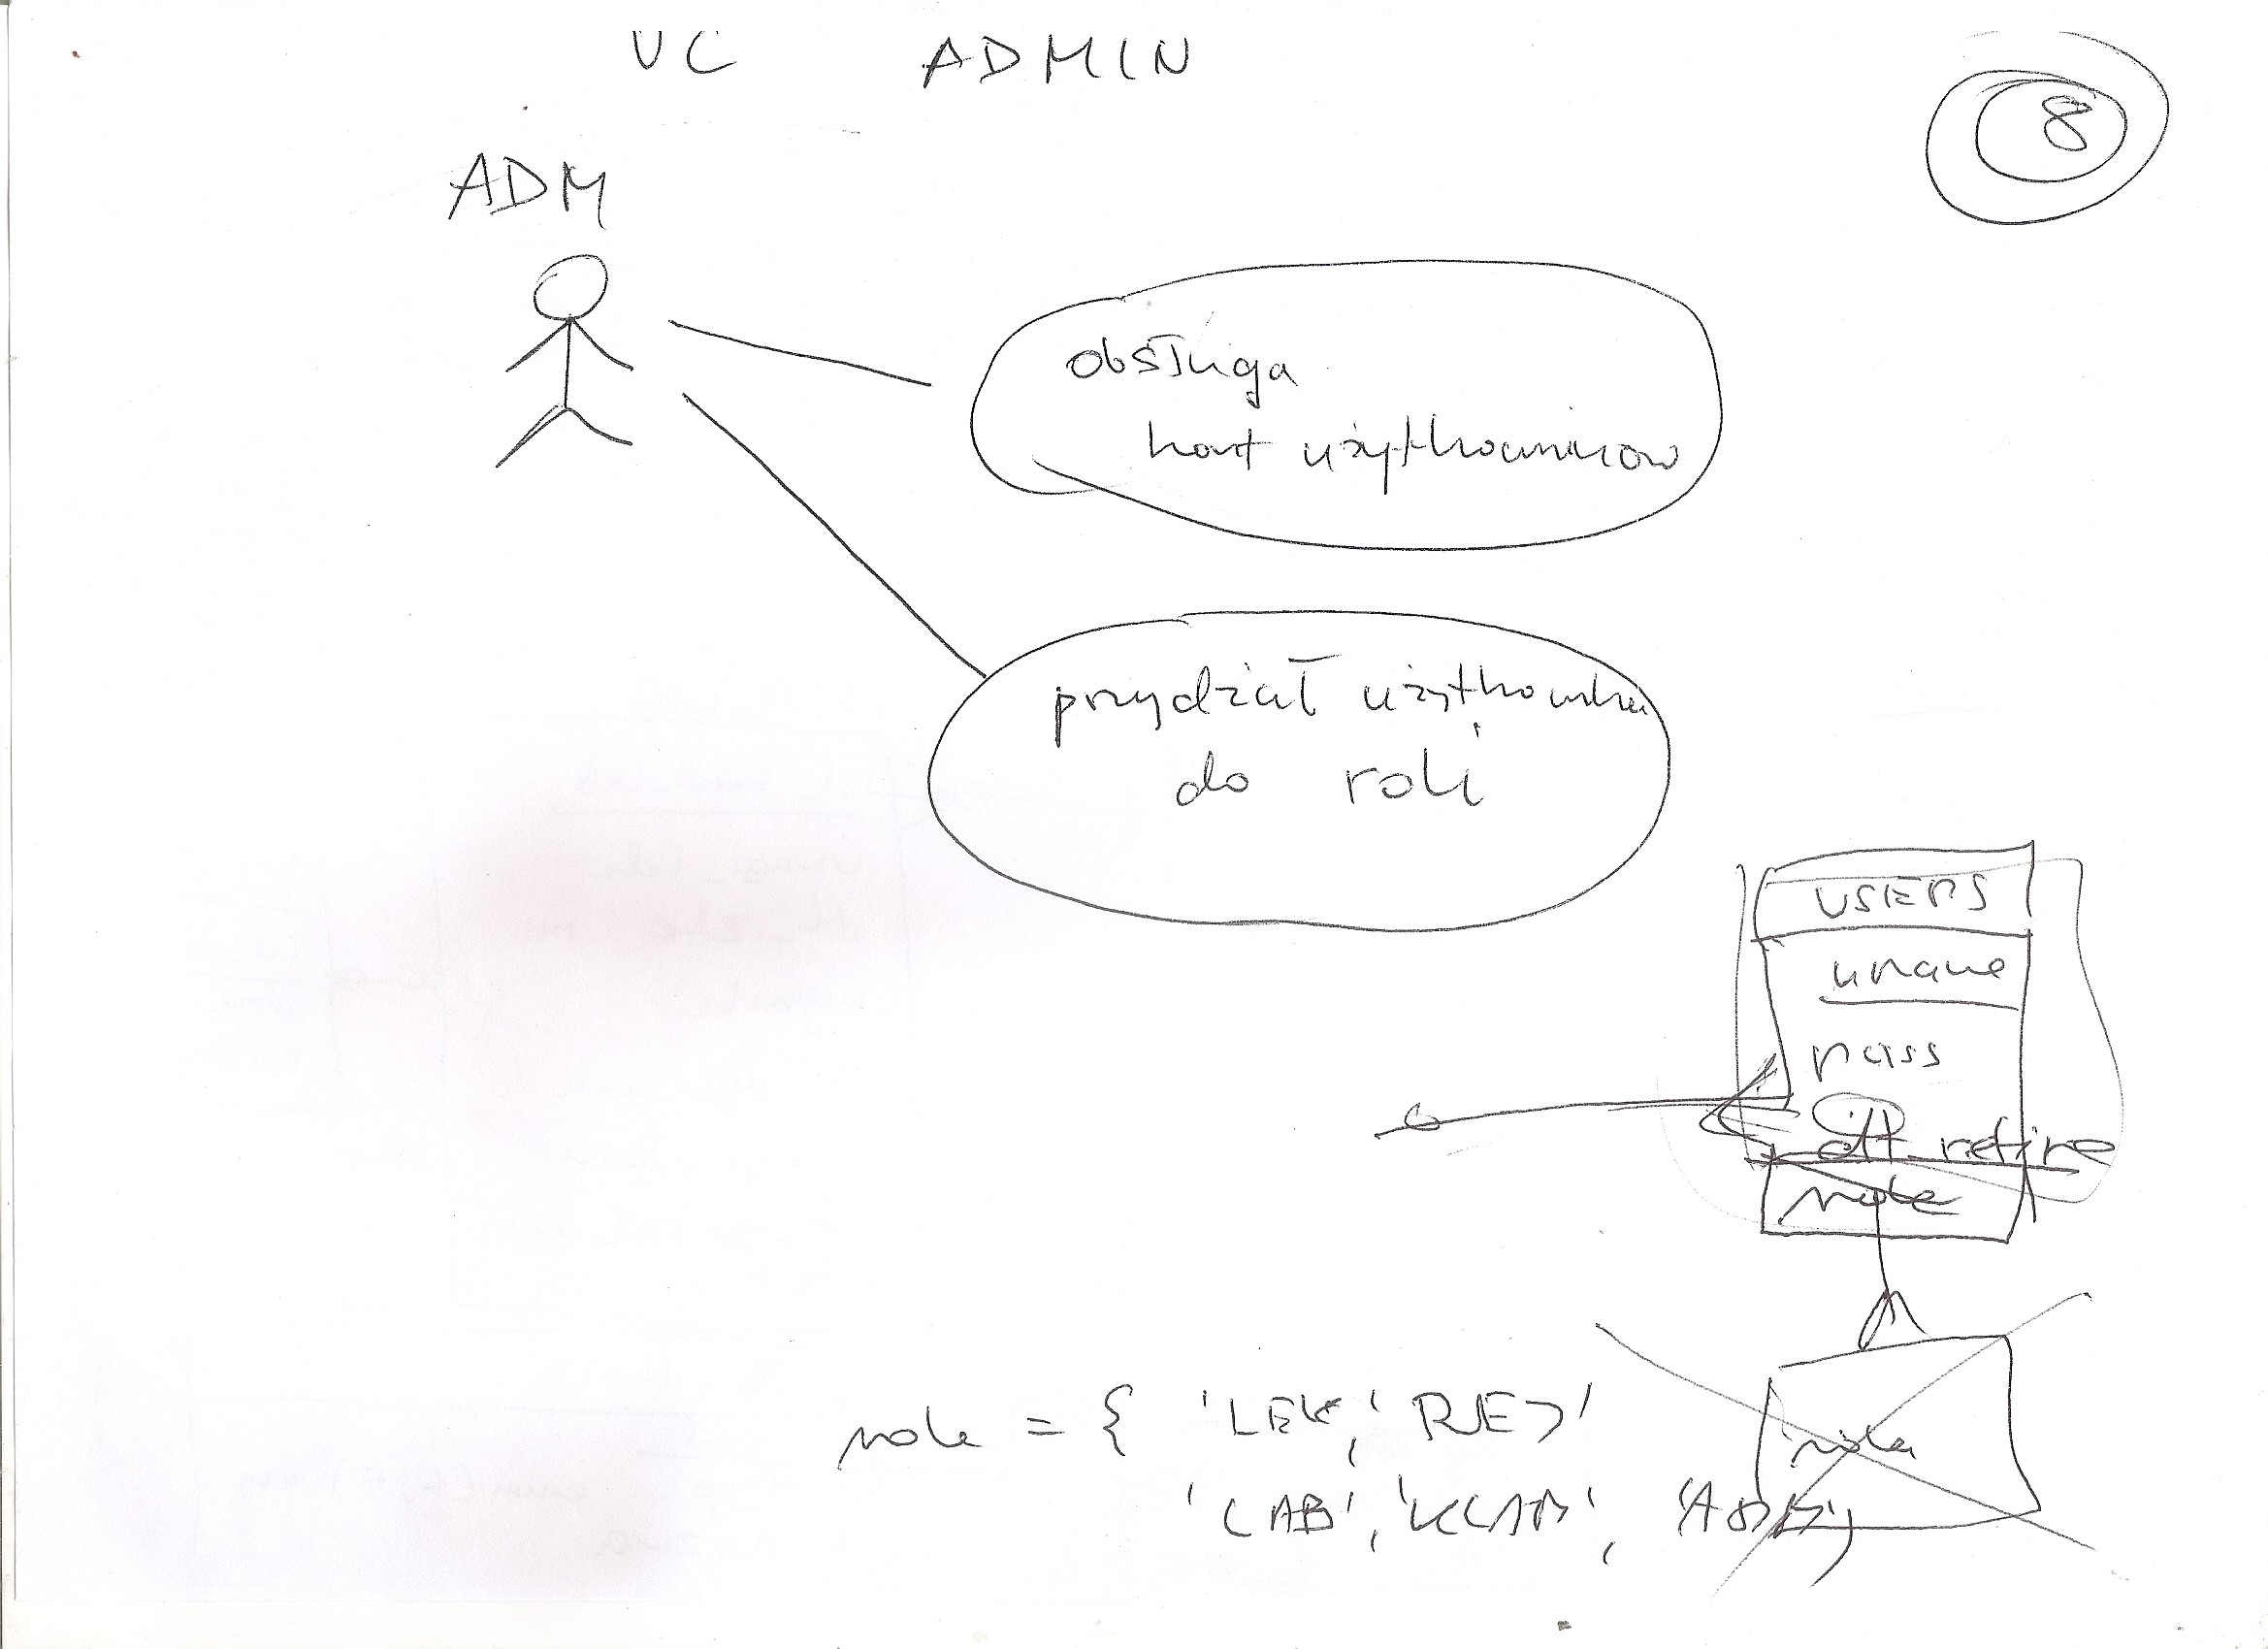 UC ADMIN
8
ADM
obsługa
kont użytkowników
przydział użytkownika
do roli
USERS
uname
pass
dt_retire
role
role = { 'LEK', 'REJ'
rola
'LAB', 'KLAB', 'ADM'}